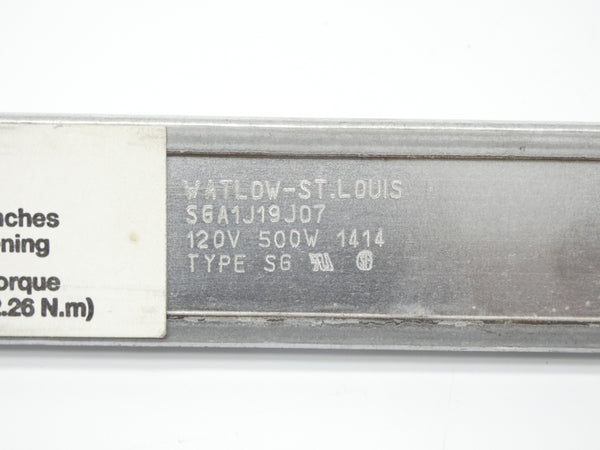 nches
ning
orque
2.26 N.m)
WATLOW-ST.LOUIS
SGA1J19J07
120V 500W 1414
TYPE SG